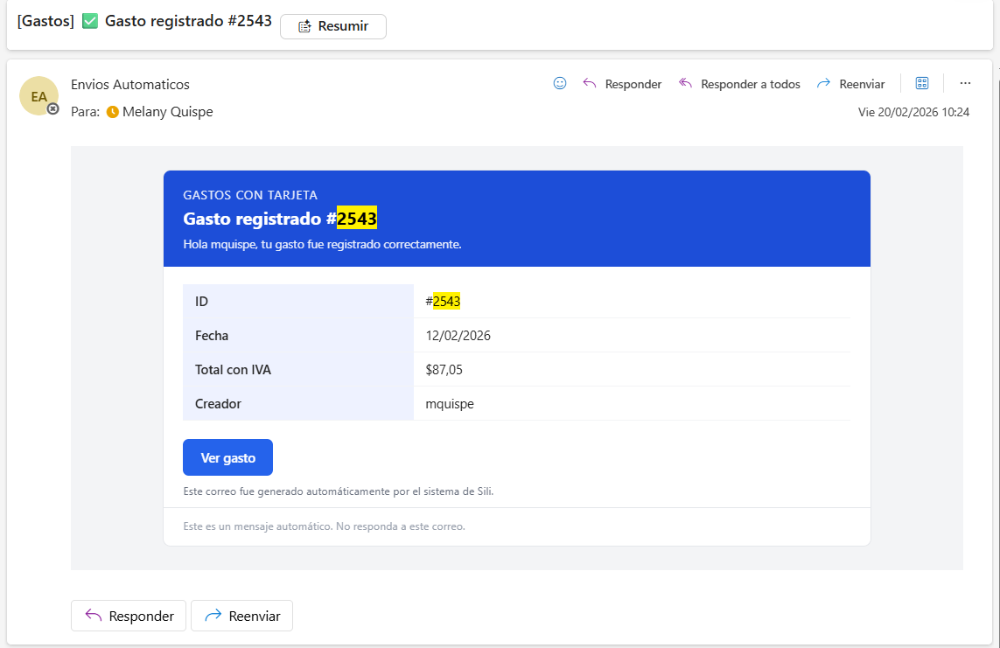 [Gastos] ✅ Gasto registrado #2543
Resumir
EA
Envios Automaticos
Responder
Responder a todos
Reenviar
Para: Melany Quispe
Vie 20/02/2026 10:24
GASTOS CON TARJETA
Gasto registrado #2543
Hola mquispe, tu gasto fue registrado correctamente.
ID #2543
Fecha 12/02/2026
Total con IVA $87,05
Creador mquispe
Ver gasto
Este correo fue generado automáticamente por el sistema de Sili.
Este es un mensaje automático. No responda a este correo.
Responder
Reenviar